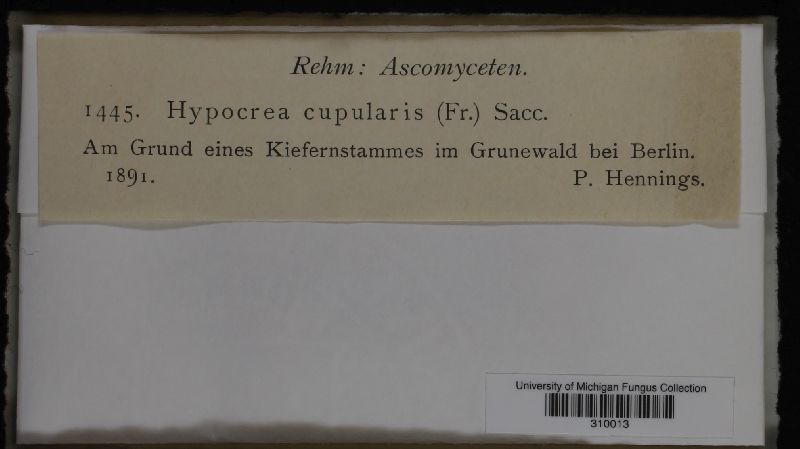 Rehm: Ascomyceten.
1445. Hypocrea cupularis (Fr.) Sacc.
Am Grund eines Kiefernstammes im Grunewald bei Berlin.
1891. P. Hennings.
University of Michigan Fungus Collection
310013